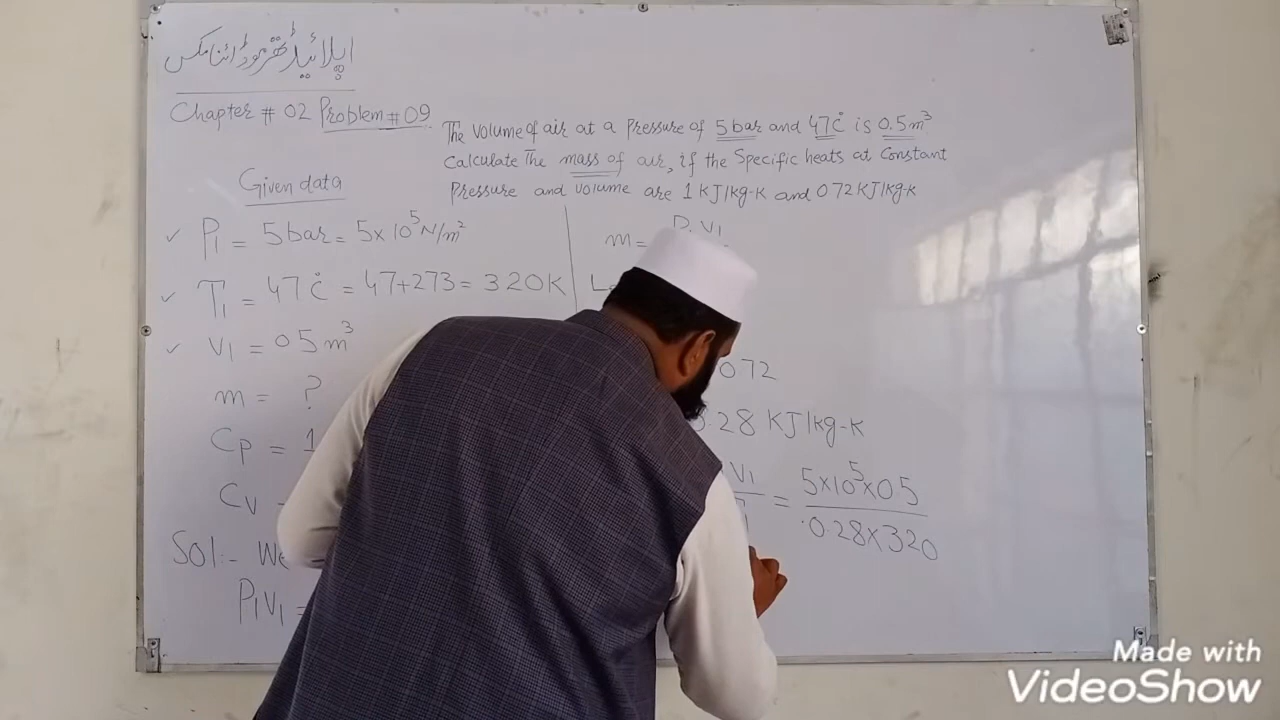 اپلائیڈ تھرموڈائنامکس
Chapter # 02 Problem # 09
The Volume of air at a Pressure of 5 bar and 47°C is 0.5 m³
Calculate The mass of air, if the Specific heats at Constant
Pressure and volume are 1 KJ/kg-K and 072 KJ/kg-K
Given data
✓ P₁ = 5 bar = 5×10⁵ N/m²
✓ T₁ = 47°C = 47+273 = 320K
✓ V₁ = 05 m³
m = ?
Cp = 1
Cv =
Sol:- We
P₁V₁ =
m = P₁V₁
072
.28 KJ/kg-K
V₁ = 5×10⁵×0.5
0.28×320
Made with
VideoShow